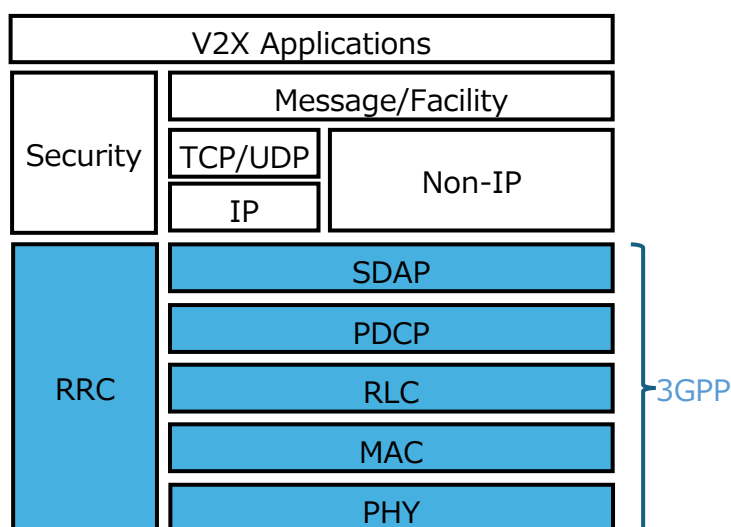 V2X Applications
Security
Message/Facility
TCP/UDP
IP
Non-IP
RRC
SDAP
PDCP
RLC
MAC
PHY
3GPP